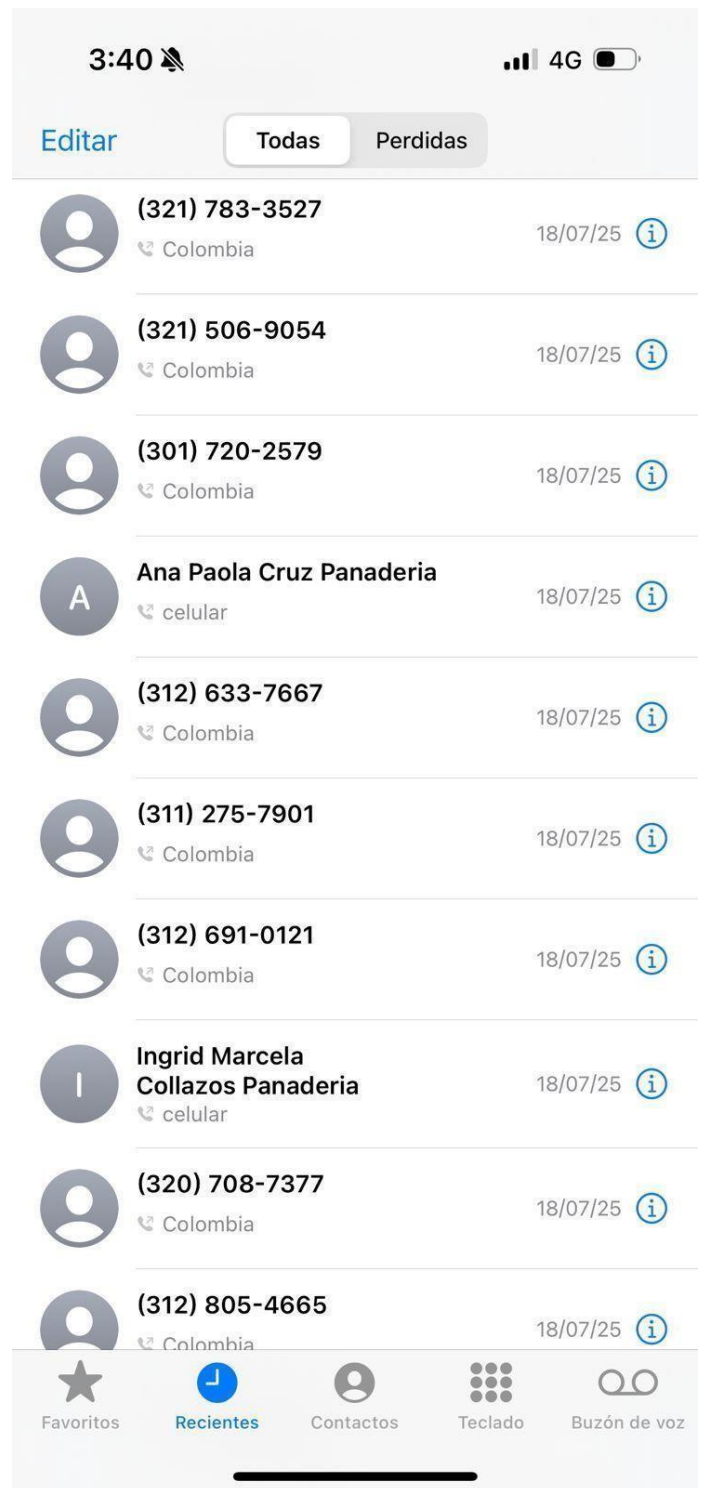 3:40
4G
Editar
Todas
Perdidas
(321) 783-3527
Colombia
18/07/25
(321) 506-9054
Colombia
18/07/25
(301) 720-2579
Colombia
18/07/25
A
Ana Paola Cruz Panaderia
celular
18/07/25
(312) 633-7667
Colombia
18/07/25
(311) 275-7901
Colombia
18/07/25
(312) 691-0121
Colombia
18/07/25
I
Ingrid Marcela
Collazos Panaderia
celular
18/07/25
(320) 708-7377
Colombia
18/07/25
(312) 805-4665
Colombia
18/07/25
Favoritos
Recientes
Contactos
Teclado
Buzón de voz